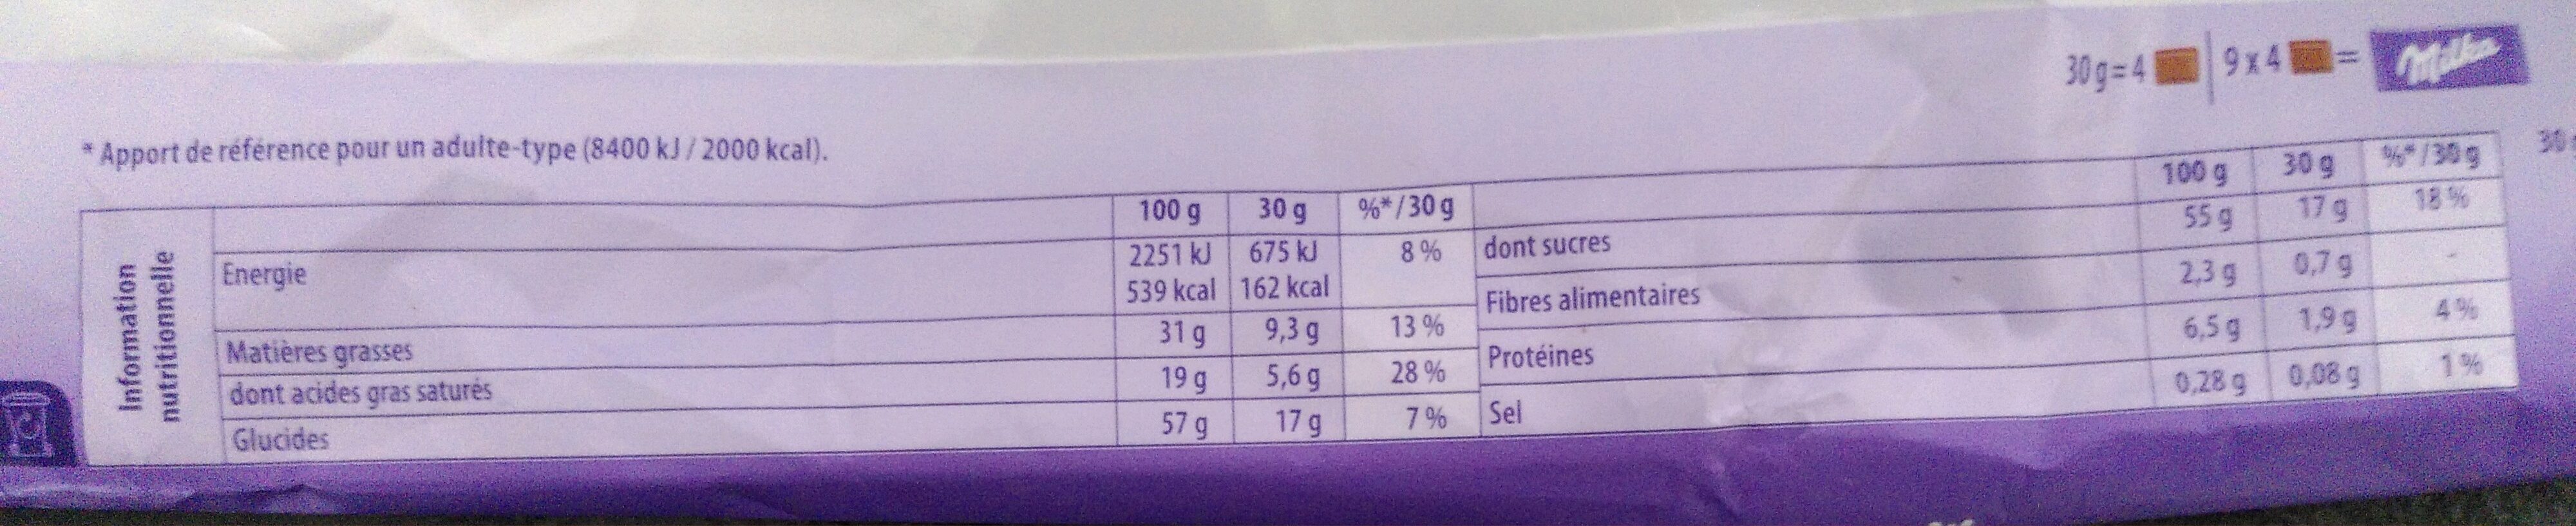 30 g = 4 | 9 x 4 = Milka
* Apport de référence pour un adulte-type (8400 kJ / 2000 kcal).
Information
nutritionnelle
100 g 30 g %*/30 g
Energie 2251 kJ 675 kJ 8 %
539 kcal 162 kcal
Matières grasses 31 g 9,3 g 13 %
dont acides gras saturés 19 g 5,6 g 28 %
Glucides 57 g 17 g 7 %
100 g 30 g %*/30 g
dont sucres 55 g 17 g 18 %
Fibres alimentaires 2,3 g 0,7 g -
Protéines 6,5 g 1,9 g 4 %
Sel 0,28 g 0,08 g 1 %